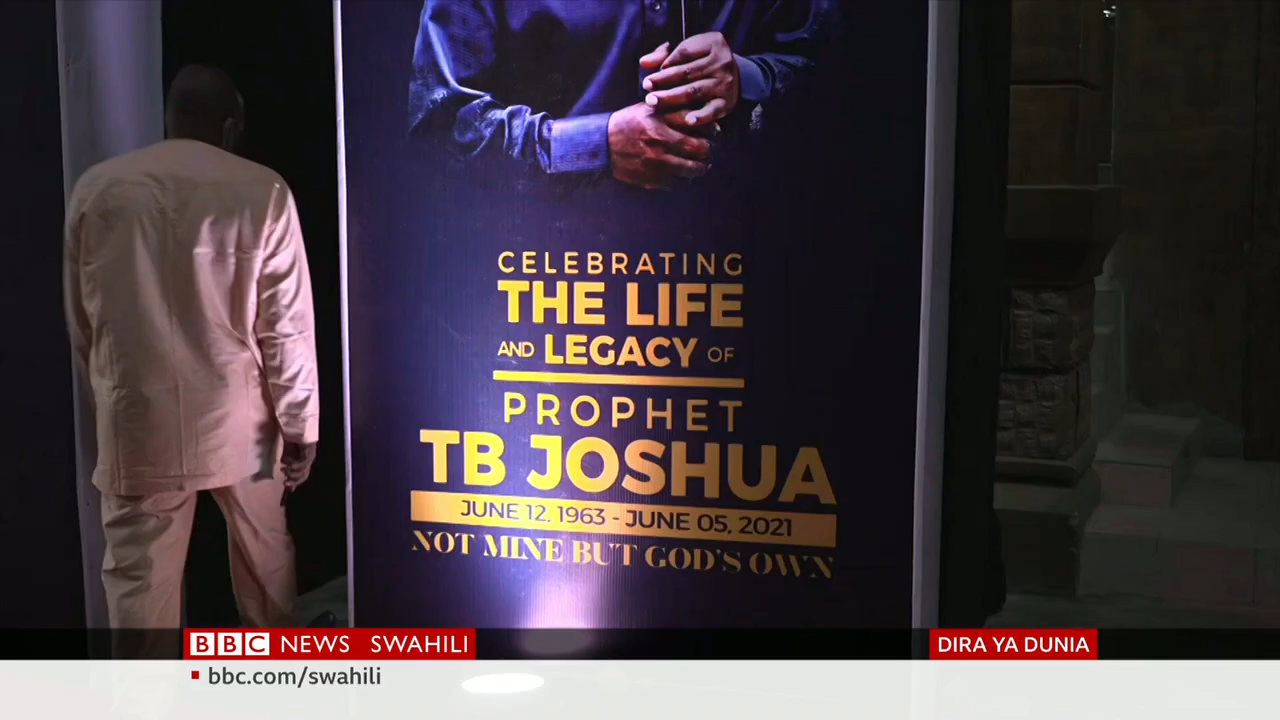 CELEBRATING
THE LIFE
AND LEGACY OF
PROPHET
TB JOSHUA
JUNE 12, 1963 - JUNE 05, 2021
NOT MINE BUT GOD'S OWN
BBC NEWS SWAHILI
DIRA YA DUNIA
bbc.com/swahili